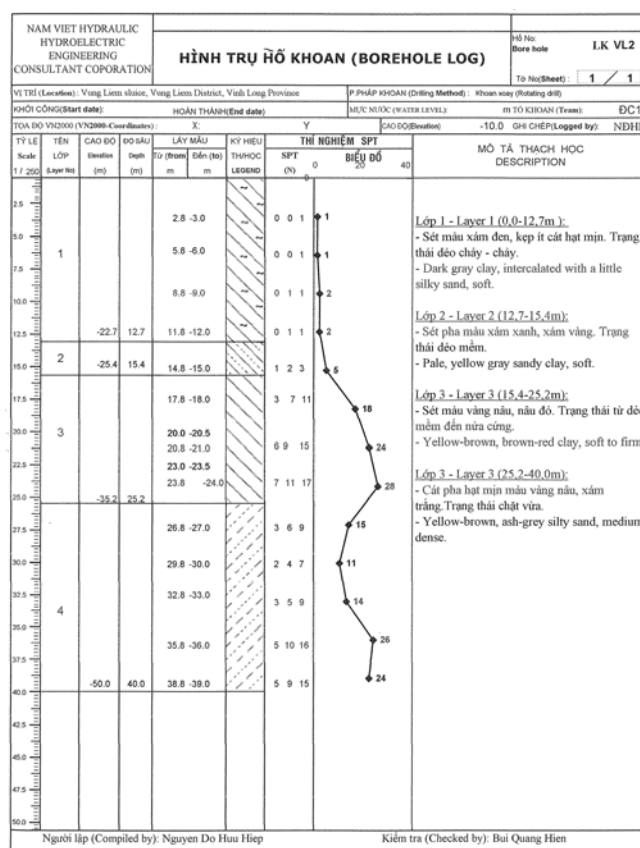 NAM VIET HYDRAULIC
HYDROELECTRIC
ENGINEERING
CONSULTANT COPORATION
HÌNH TRỤ HỐ KHOAN (BOREHOLE LOG)
Hố No:
Bore hole
LK VL2
Tờ No(Sheet) : 1 / 1
VỊ TRÍ (Location) : Vung Liem sluice, Vung Liem District, Vinh Long Province
P.PHÁP KHOAN (Drilling Method) : Khoan xoay (Rotating drill)
KHỞI CÔNG(Start date):
HOÀN THÀNH(End date)
MỰC NƯỚC (WATER LEVEL): m
TỔ KHOAN (Team): ĐC1
TỌA ĐỘ VN2000 (VN2000-Coordinates) : X: Y
CAO ĐỘ(Elevation) -10.0
GHI CHÉP(Logged by): NĐHH
TỶ LỆ
Scale
1 / 250
TÊN
LỚP
(Layer No)
CAO ĐỘ
Elevation
(m)
ĐỘ SÂU
Depth
(m)
LẤY MẪU
Từ (from) Đến (to)
m m
KÝ HIỆU
TH/HỌC
LEGEND
THÍ NGHIỆM SPT
SPT
(N)
BIỂU ĐỒ
0 20 40
MÔ TẢ THẠCH HỌC
DESCRIPTION
2.5
2.8 -3.0 0 0 1 1
5.0
1
5.8 -6.0 0 0 1 1
7.5
8.8 -9.0 0 1 1 2
10.0
12.5
-22.7 12.7 11.8 -12.0 0 1 1 2
2
-25.4 15.4 14.8 -15.0 1 2 3 5
15.0
17.5
17.8 -18.0 3 7 11 18
3
20.0
20.0 -20.5
20.8 -21.0 6 9 15 24
22.5
23.0 -23.5
23.8 -24.0 7 11 17 28
25.0
-35.2 25.2
27.5
26.8 -27.0 3 6 9 15
30.0
29.8 -30.0 2 4 7 11
32.5
32.8 -33.0 3 5 9 14
4
35.0
35.8 -36.0 5 10 16 26
37.5
-50.0 40.0 38.8 -39.0 5 9 15 24
40.0
42.5
45.0
47.5
50.0
Lớp 1 - Layer 1 (0,0-12,7m ):
- Sét màu xám đen, kẹp ít cát hạt mịn. Trạng
thái dẻo chảy - chảy.
- Dark gray clay, intercalated with a little
silky sand, soft.
Lớp 2 - Layer 2 (12,7-15,4m):
- Sét pha màu xám xanh, xám vàng. Trạng
thái dẻo mềm.
- Pale, yellow gray sandy clay, soft.
Lớp 3 - Layer 3 (15,4-25,2m):
- Sét màu vàng nâu, nâu đỏ. Trạng thái từ dẻo
mềm đến nửa cứng.
- Yellow-brown, brown-red clay, soft to firm
Lớp 3 - Layer 3 (25,2-40,0m):
- Cát pha hạt mịn màu vàng nâu, xám
trắng.Trạng thái chặt vừa.
- Yellow-brown, ash-grey silty sand, medium
dense.
Người lập (Compiled by): Nguyen Do Huu Hiep
Kiểm tra (Checked by): Bui Quang Hien